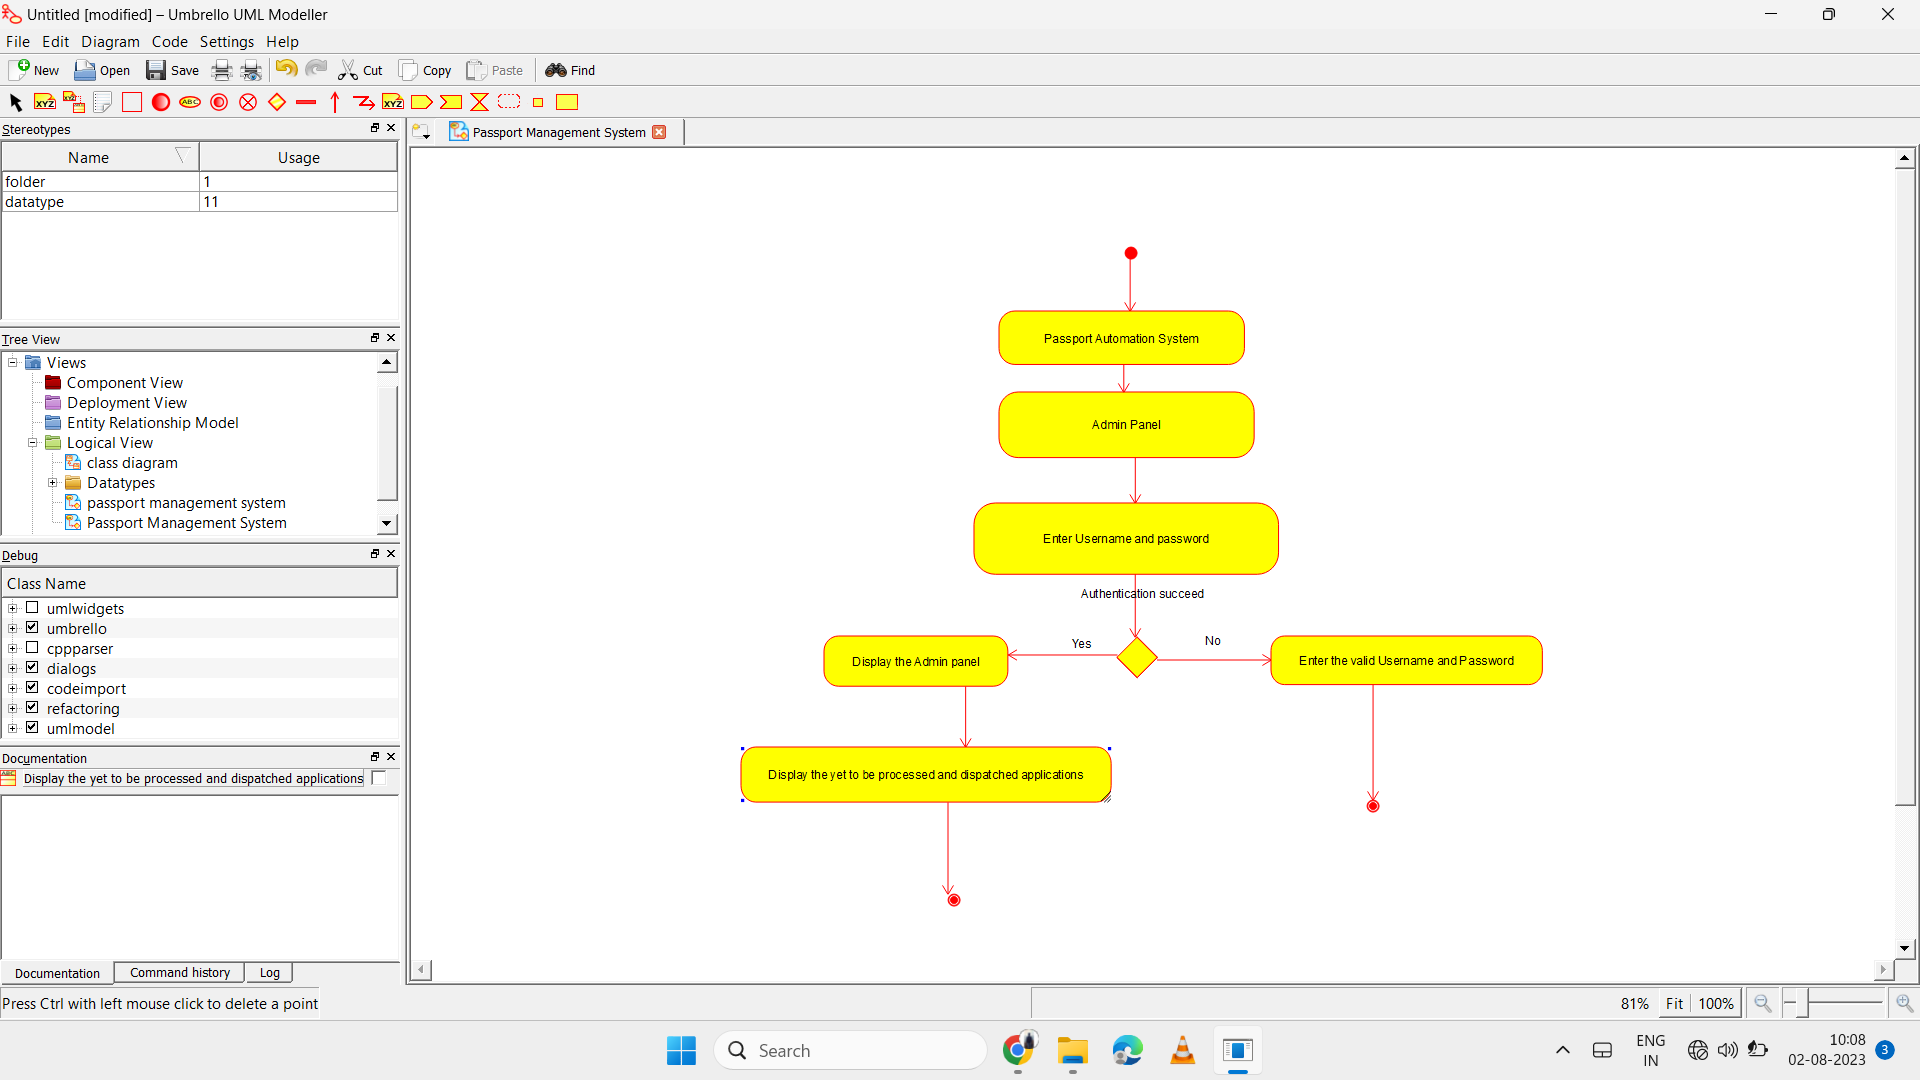 Untitled [modified] – Umbrello UML Modeller
File Edit Diagram Code Settings Help
New Open Save Cut Copy Paste Find
XYZ XYZ ABC XYZ
Stereotypes
Name Usage
folder 1
datatype 11
Tree View
Views
Component View
Deployment View
Entity Relationship Model
Logical View
class diagram
Datatypes
passport management system
Passport Management System
Debug
Class Name
umlwidgets
umbrello
cppparser
dialogs
codeimport
refactoring
umlmodel
Documentation
Display the yet to be processed and dispatched applications
Documentation Command history Log
Press Ctrl with left mouse click to delete a point
Passport Management System
Passport Automation System
Admin Panel
Enter Username and password
Authentication succeed
Yes
No
Display the Admin panel
Enter the valid Username and Password
Display the yet to be processed and dispatched applications
81% Fit 100%
Search
ENG
IN
10:08
02-08-2023
3